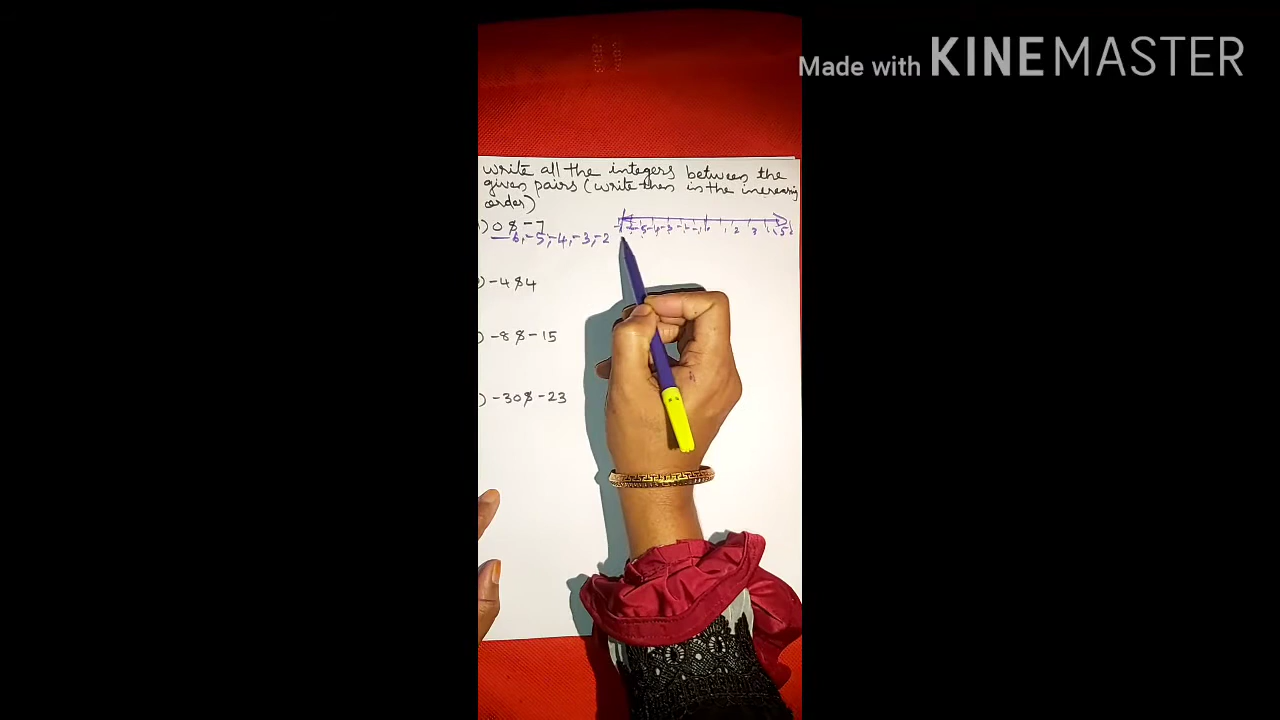 Made with KINEMASTER
write all the integers between the
given pairs (write then in the increasing
order)
) 0 & -7
-6, -5, -4, -3, -2
) -4 & 4
) -8 & -15
) -30 & -23